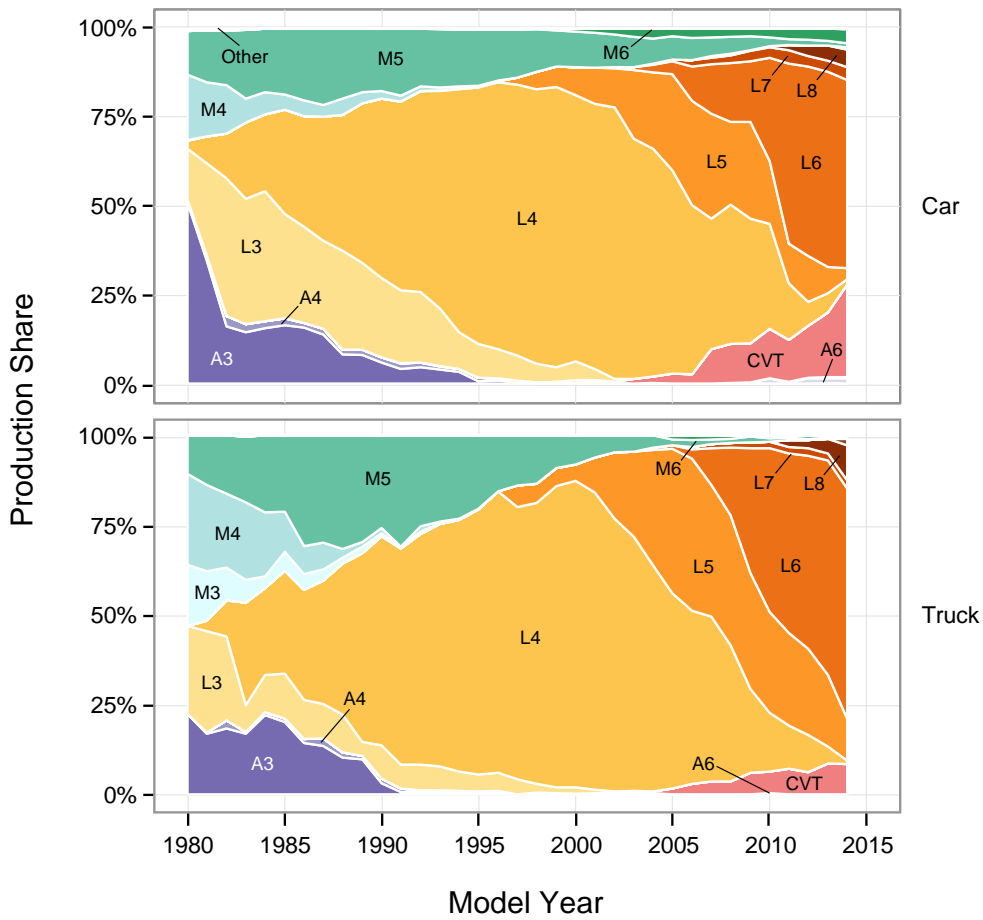 100%
75%
50%
25%
0%
Other
M5
M6
M4
L7
L8
L5
L6
L4
L3
A4
A3
CVT
A6
Car
100%
75%
50%
25%
0%
M5
M6
L7
L8
M4
M3
L5
L6
L4
L3
A4
A3
A6
CVT
Truck
Production Share
1980
1985
1990
1995
2000
2005
2010
2015
Model Year